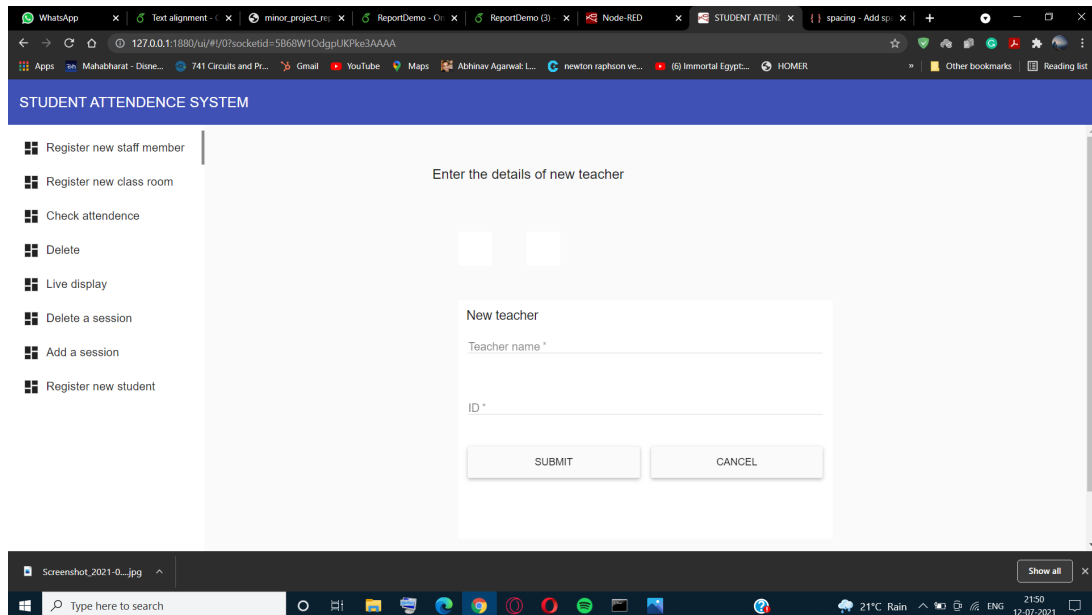 WhatsApp
Text alignment - O
minor_project_rep
ReportDemo - On
ReportDemo (3) -
Node-RED
STUDENT ATTEN
spacing - Add spa
127.0.0.1:1880/ui/#!/0?socketid=5B68W1OdgpUKPke3AAAA
Apps
Mahabharat - Disne...
741 Circuits and Pr...
Gmail
YouTube
Maps
Abhinav Agarwal: L...
newton raphson ve...
(6) Immortal Egypt:...
HOMER
»
Other bookmarks
Reading list
STUDENT ATTENDENCE SYSTEM
Register new staff member
Register new class room
Check attendence
Delete
Live display
Delete a session
Add a session
Register new student
Enter the details of new teacher
New teacher
Teacher name *
ID *
SUBMIT
CANCEL
Screenshot_2021-0....jpg
Show all
Type here to search
21°C Rain
ENG
21:50
12-07-2021